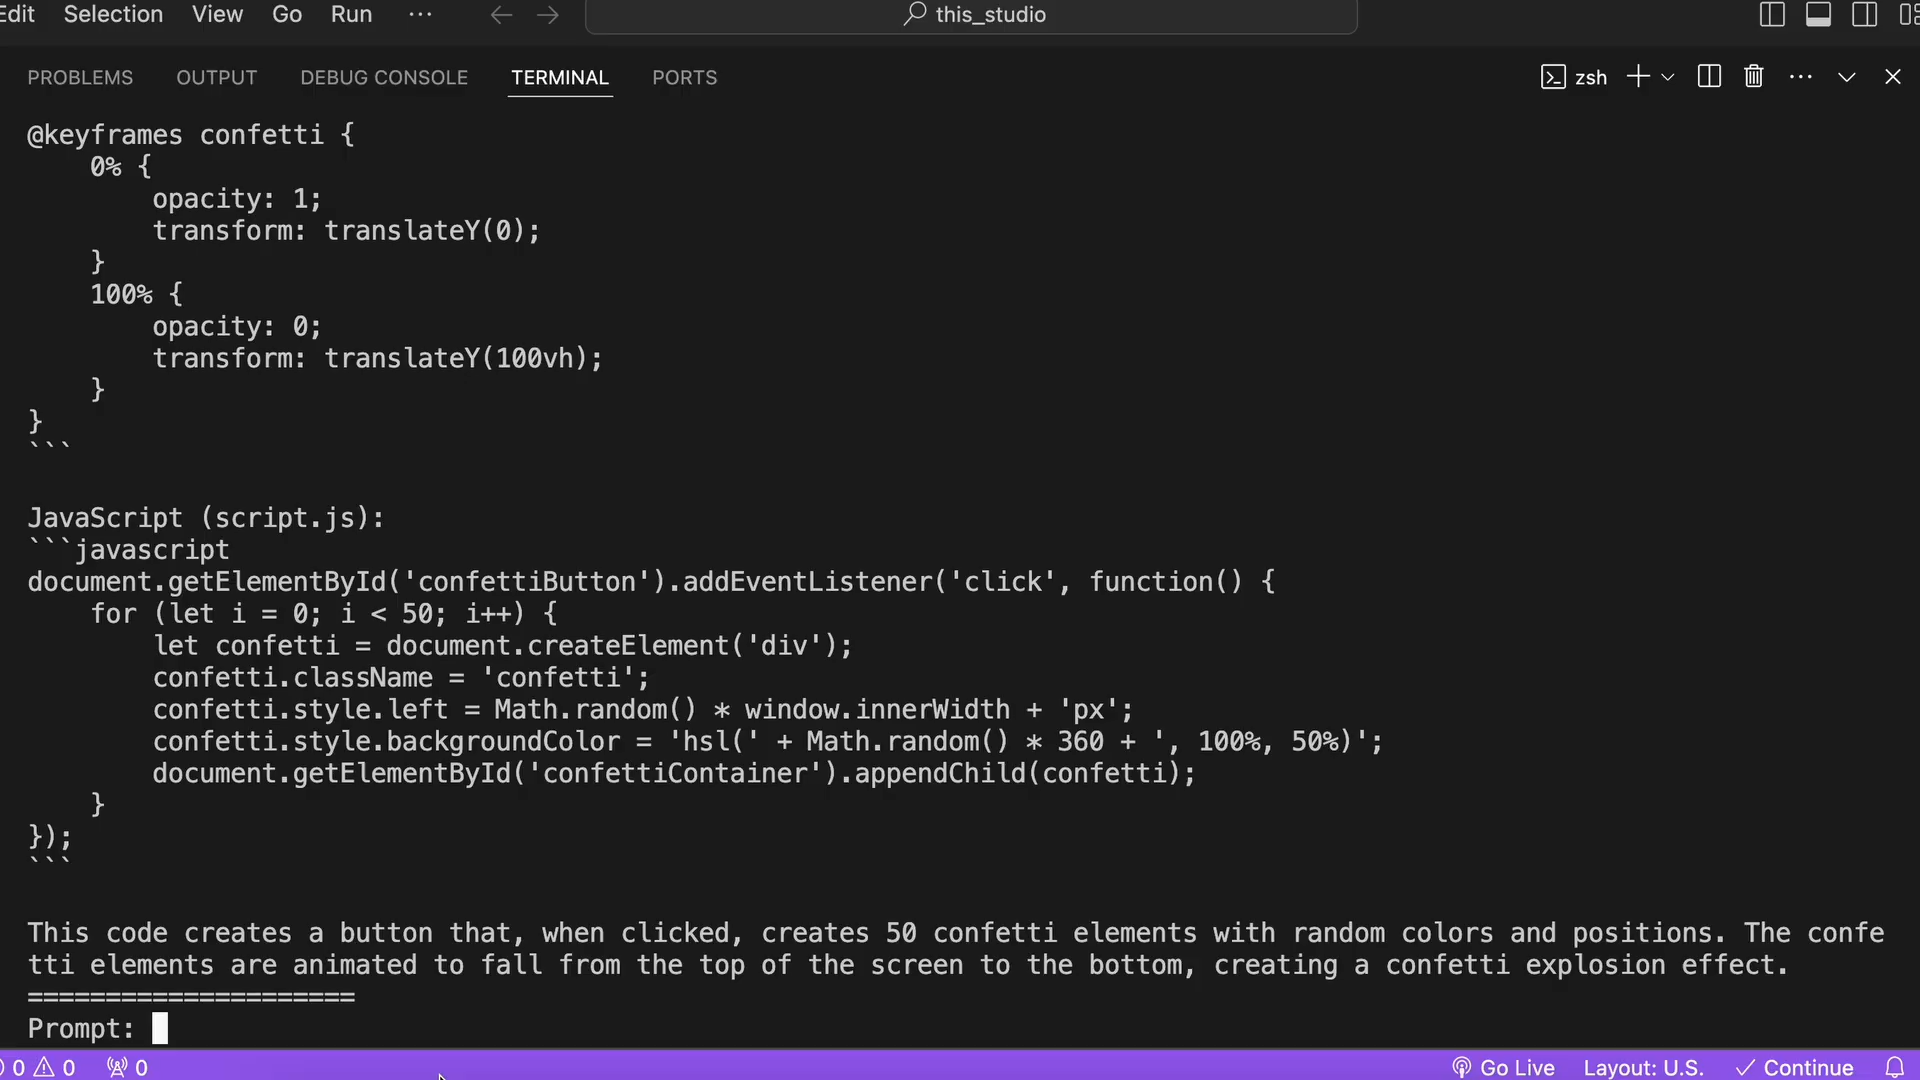 Edit Selection View Go Run ··· this_studio
PROBLEMS OUTPUT DEBUG CONSOLE TERMINAL PORTS zsh
@keyframes confetti {
    0% {
        opacity: 1;
        transform: translateY(0);
    }
    100% {
        opacity: 0;
        transform: translateY(100vh);
    }
}
```
JavaScript (script.js):
```javascript
document.getElementById('confettiButton').addEventListener('click', function() {
    for (let i = 0; i < 50; i++) {
        let confetti = document.createElement('div');
        confetti.className = 'confetti';
        confetti.style.left = Math.random() * window.innerWidth + 'px';
        confetti.style.backgroundColor = 'hsl(' + Math.random() * 360 + ', 100%, 50%)';
        document.getElementById('confettiContainer').appendChild(confetti);
    }
});
```
This code creates a button that, when clicked, creates 50 confetti elements with random colors and positions. The confe
tti elements are animated to fall from the top of the screen to the bottom, creating a confetti explosion effect.
=====================
Prompt:
0 0 0 Go Live Layout: U.S. Continue